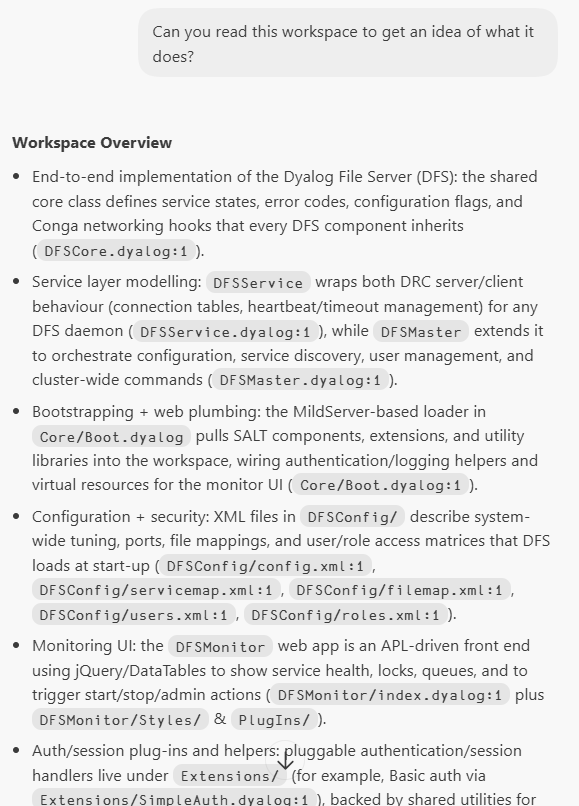 Can you read this workspace to get an idea of what it
does?
Workspace Overview
• End-to-end implementation of the Dyalog File Server (DFS): the shared
core class defines service states, error codes, configuration flags, and
Conga networking hooks that every DFS component inherits
( DFSCore.dyalog:1 ).
• Service layer modelling: DFSService wraps both DRC server/client
behaviour (connection tables, heartbeat/timeout management) for any
DFS daemon ( DFSService.dyalog:1 ), while DFSMaster extends it
to orchestrate configuration, service discovery, user management, and
cluster-wide commands ( DFSMaster.dyalog:1 ).
• Bootstrapping + web plumbing: the MildServer-based loader in
Core/Boot.dyalog pulls SALT components, extensions, and utility
libraries into the workspace, wiring authentication/logging helpers and
virtual resources for the monitor UI ( Core/Boot.dyalog:1 ).
• Configuration + security: XML files in DFSConfig/ describe system-
wide tuning, ports, file mappings, and user/role access matrices that DFS
loads at start-up ( DFSConfig/config.xml:1 ,
DFSConfig/servicemap.xml:1 , DFSConfig/filemap.xml:1 ,
DFSConfig/users.xml:1 , DFSConfig/roles.xml:1 ).
• Monitoring UI: the DFSMonitor web app is an APL-driven front end
using jQuery/DataTables to show service health, locks, queues, and to
trigger start/stop/admin actions ( DFSMonitor/index.dyalog:1 plus
DFSMonitor/Styles/ & PlugIns/ ).
• Auth/session plug-ins and helpers: pluggable authentication/session
handlers live under Extensions/ (for example, Basic auth via
Extensions/SimpleAuth.dyalog:1 ), backed by shared utilities for